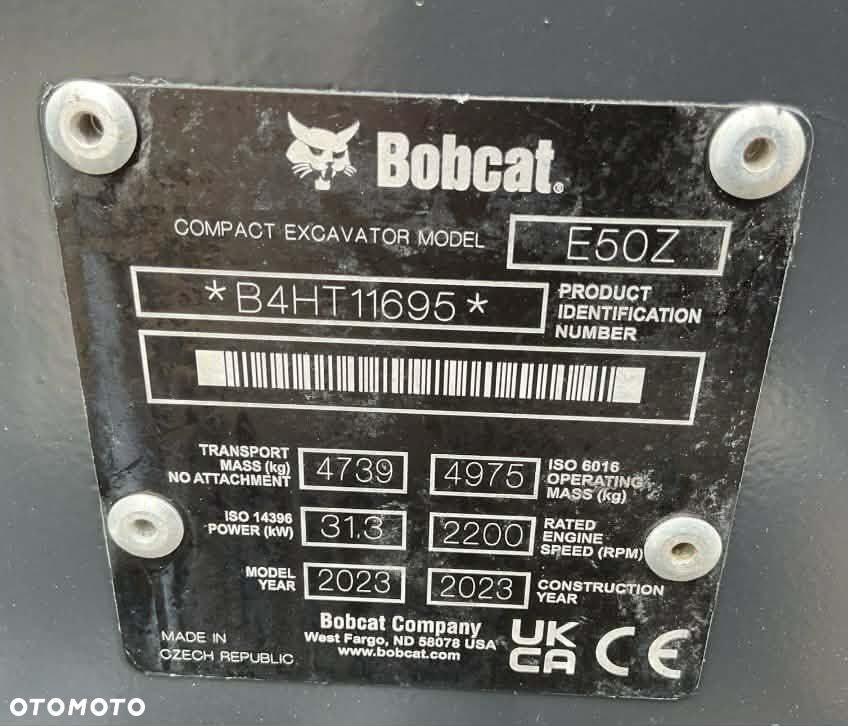 Bobcat®
COMPACT EXCAVATOR MODEL E50Z
*B4HT11695*
PRODUCT
IDENTIFICATION
NUMBER
TRANSPORT
MASS (kg)
NO ATTACHMENT
4739
4975
ISO 6016
OPERATING
MASS (kg)
ISO 14396
POWER (kW)
31.3
2200
RATED
ENGINE
SPEED (RPM)
MODEL
YEAR
2023
2023
CONSTRUCTION
YEAR
MADE IN
CZECH REPUBLIC
Bobcat Company
West Fargo, ND 58078 USA
www.bobcat.com
UK
CA
CE
OTOMOTO